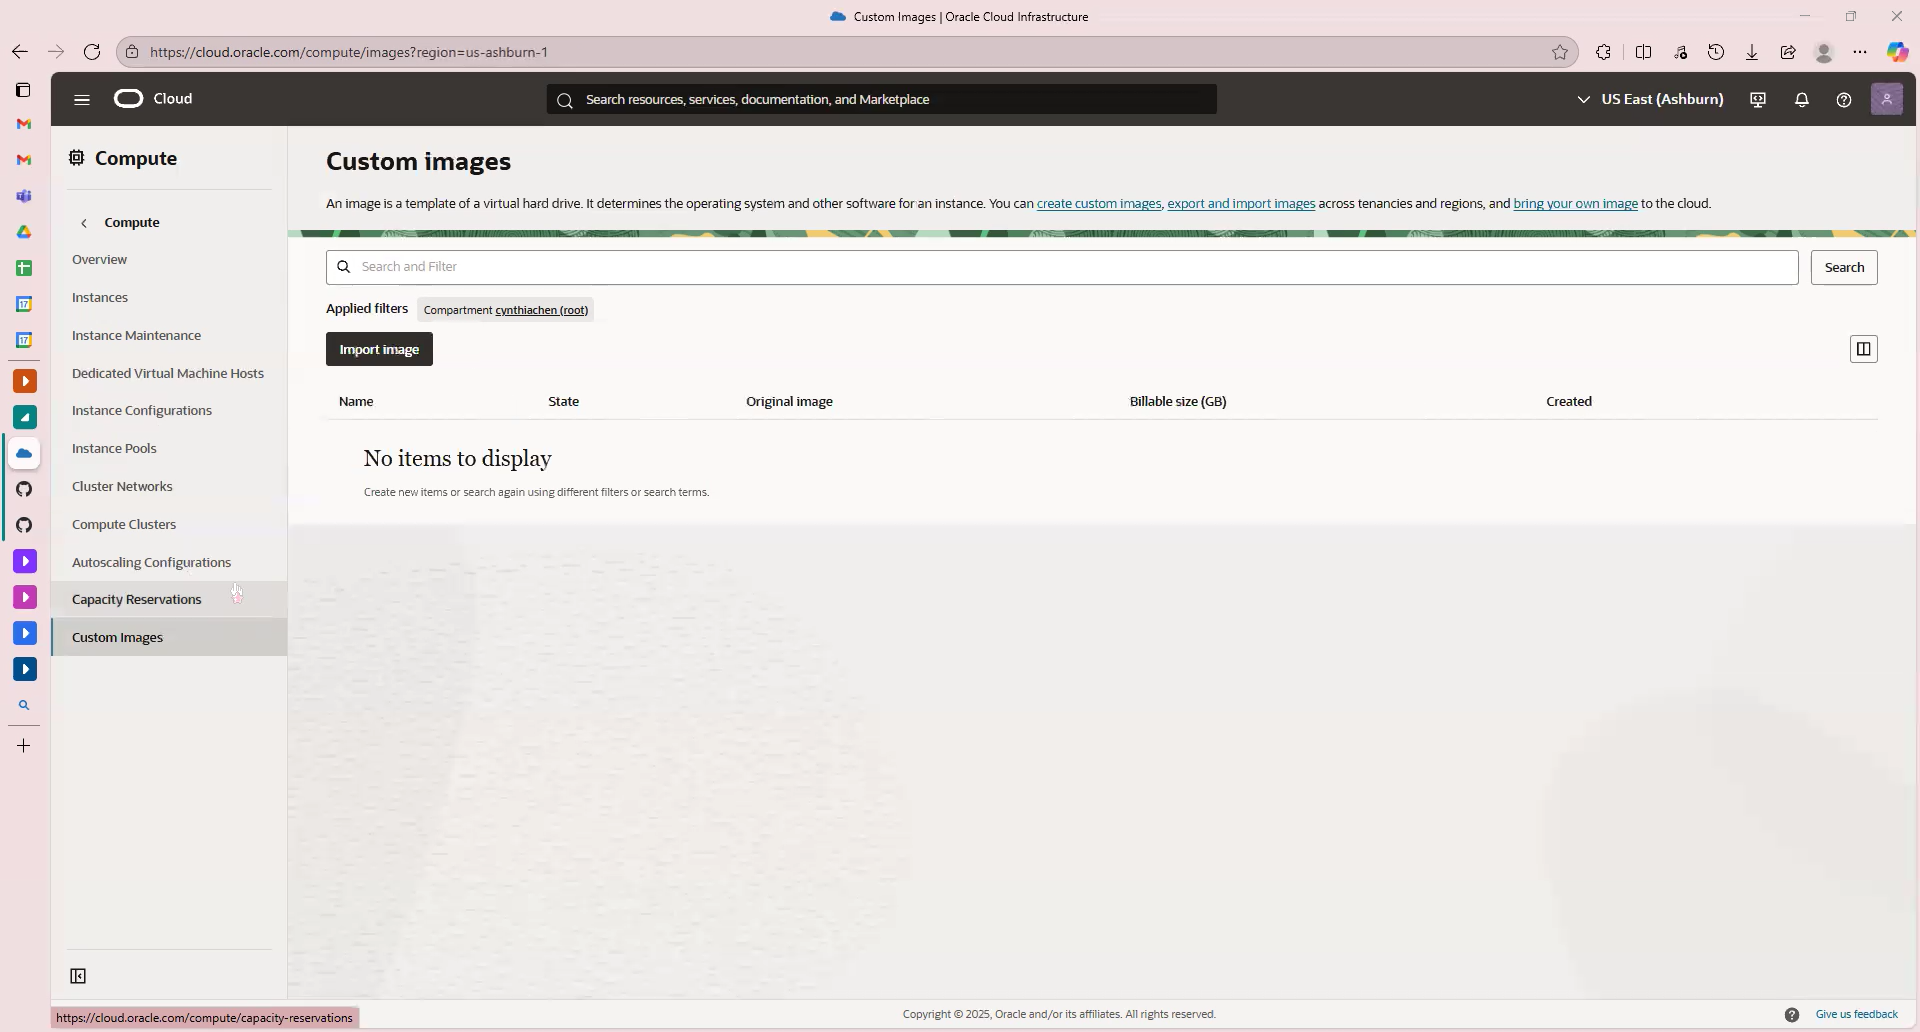 Custom Images | Oracle Cloud Infrastructure
https://cloud.oracle.com/compute/images?region=us-ashburn-1
Cloud
Search resources, services, documentation, and Marketplace
US East (Ashburn)
Compute
Compute
Overview
Instances
Instance Maintenance
Dedicated Virtual Machine Hosts
Instance Configurations
Instance Pools
Cluster Networks
Compute Clusters
Autoscaling Configurations
Capacity Reservations
Custom Images
Custom images
An image is a template of a virtual hard drive. It determines the operating system and other software for an instance. You can create custom images, export and import images across tenancies and regions, and bring your own image to the cloud.
Search and Filter
Search
Applied filters
Compartment cynthiachen (root)
Import image
Name State Original image Billable size (GB) Created
No items to display
Create new items or search again using different filters or search terms.
17
17
https://cloud.oracle.com/compute/capacity-reservations
Copyright © 2025, Oracle and/or its affiliates. All rights reserved.
Give us feedback